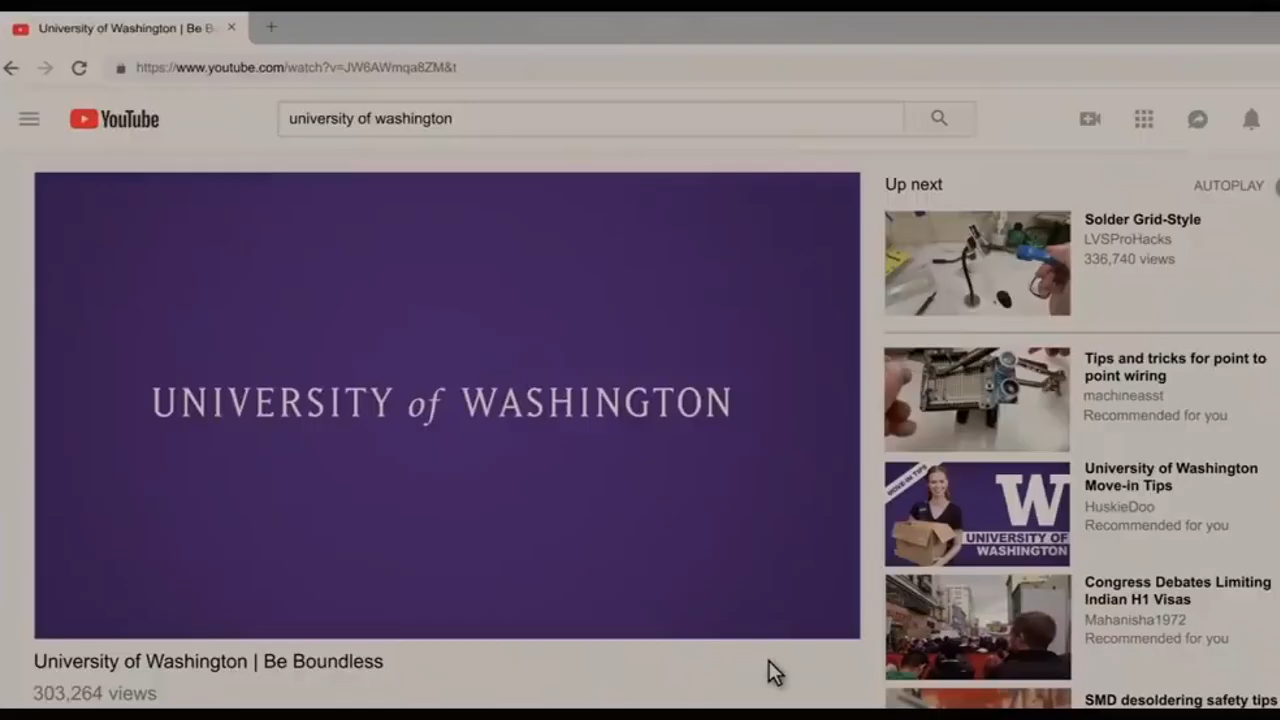 University of Washington | Be B
https://www.youtube.com/watch?v=JW6AWmqa8ZM&t
YouTube
university of washington
UNIVERSITY of WASHINGTON
University of Washington | Be Boundless
303,264 views
Up next
AUTOPLAY
Solder Grid-Style
LVSProHacks
336,740 views
Tips and tricks for point to
point wiring
machineasst
Recommended for you
MOVE-IN TIPS
W
UNIVERSITY OF
WASHINGTON
University of Washington
Move-in Tips
HuskieDoo
Recommended for you
Congress Debates Limiting
Indian H1 Visas
Mahanisha1972
Recommended for you
SMD desoldering safety tips